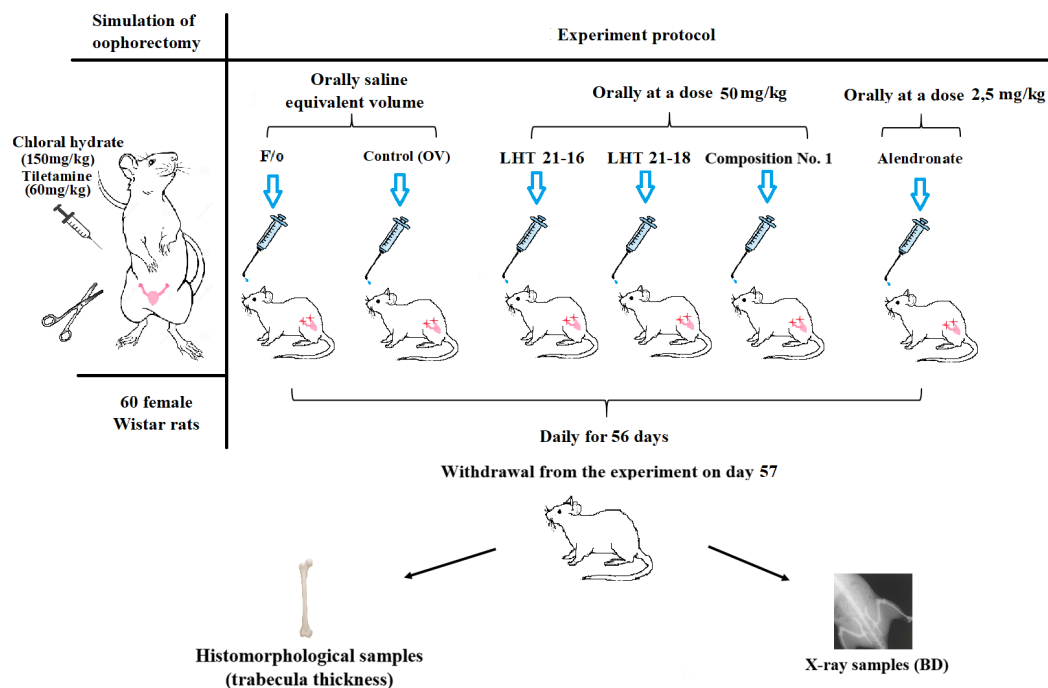 Simulation of
oophorectomy
Experiment protocol
Orally saline
equivalent volume
Orally at a dose 50 mg/kg
Orally at a dose 2,5 mg/kg
Chloral hydrate
(150mg/kg)
Tiletamine
(60mg/kg)
F/o
Control (OV)
LHT 21-16
LHT 21-18
Composition No. 1
Alendronate
60 female
Wistar rats
Daily for 56 days
Withdrawal from the experiment on day 57
Histomorphological samples
(trabecula thickness)
X-ray samples (BD)